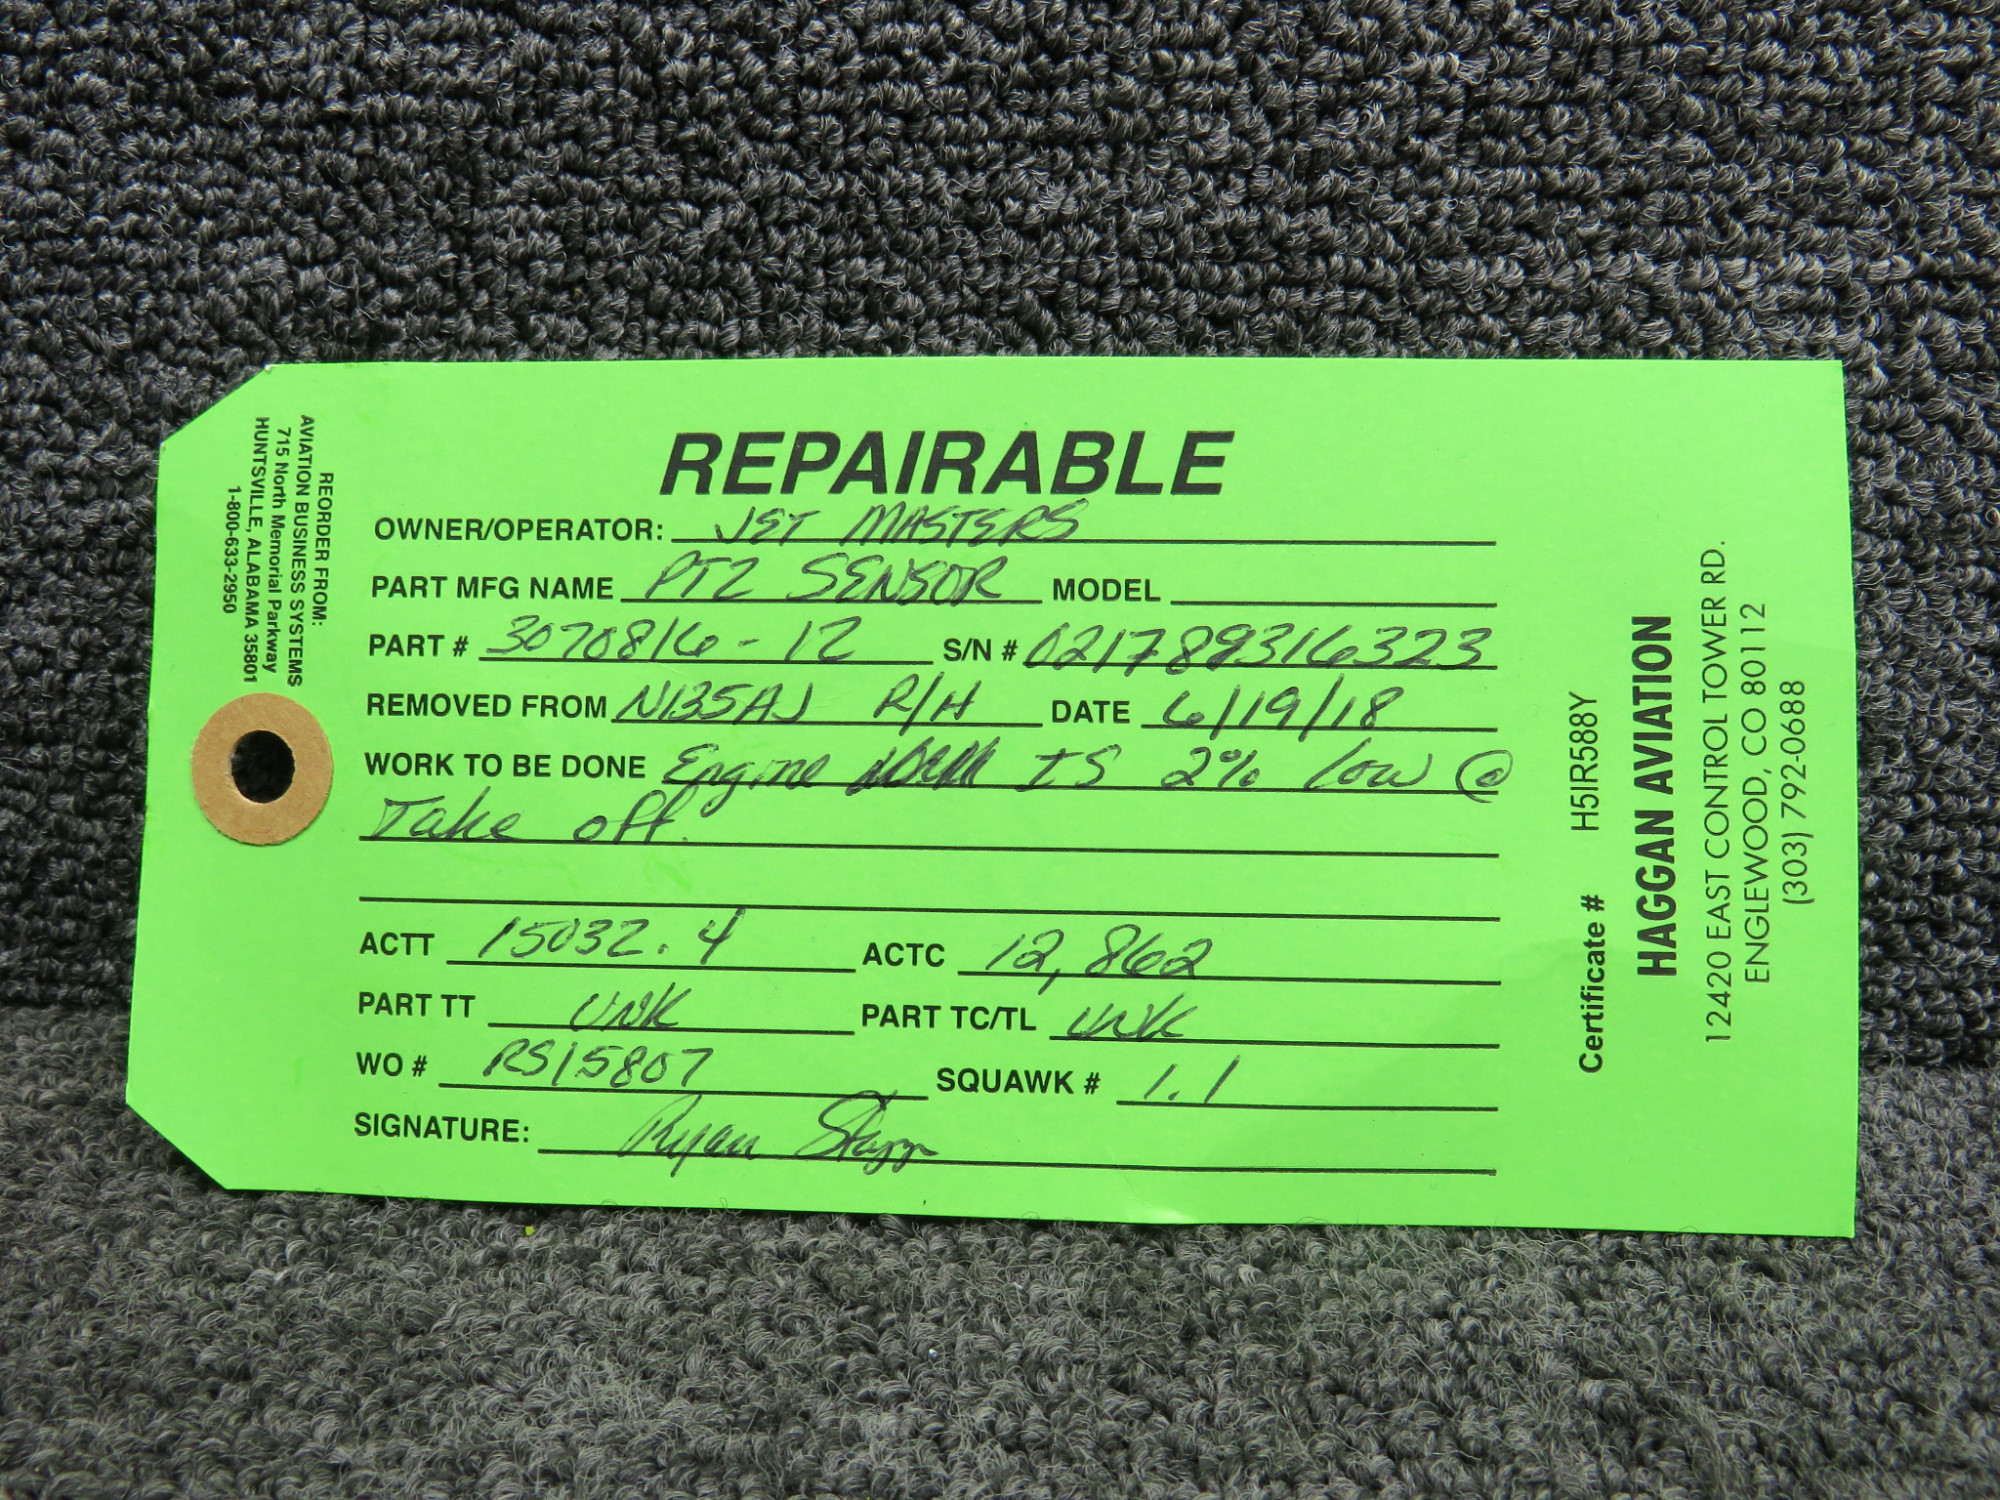 REPAIRABLE
OWNER/OPERATOR: JET MASTERS
PART MFG NAME PT2 SENSOR MODEL
PART # 3070816-12 S/N # 021789316323
REMOVED FROM N135AJ R/H DATE 6/19/18
WORK TO BE DONE Engine IS 2% low @
Take off.
ACTT 15032.4 ACTC 12,862
PART TT UNK PART TC/TL UNK
WO # RS15807 SQUAWK # 1.1
SIGNATURE: Ryan
REORDER FROM:
AVIATION BUSINESS SYSTEMS
715 North Memorial Parkway
HUNTSVILLE, ALABAMA 35801
1-800-633-2950
Certificate # H5IR588Y
HAGGAN AVIATION
12420 EAST CONTROL TOWER RD.
ENGLEWOOD, CO 80112
(303) 792-0688